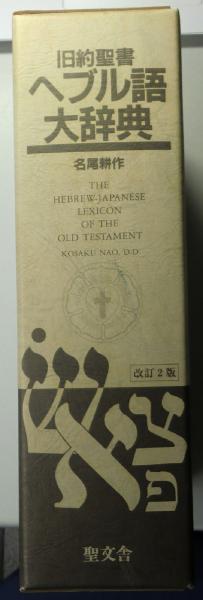 旧約聖書
ヘブル語
大辞典
名尾耕作
THE
HEBREW-JAPANESE
LEXICON
OF THE
OLD TESTAMENT
KOSAKU NAO, D.D.
改訂2版
שׁ
א
צ
פ
聖文舎